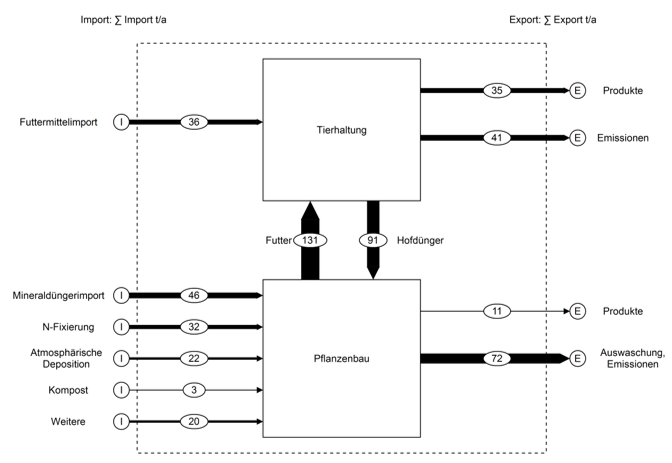 Import: ∑ Import t/a
Export: ∑ Export t/a
35
E
Produkte
Futtermittelimport
I
36
Tierhaltung
41
E
Emissionen
Futter
131
91
Hofdünger
Mineraldüngerimport
I
46
11
E
Produkte
N-Fixierung
I
32
Atmosphärische
Deposition
I
22
Pflanzenbau
72
E
Auswaschung,
Emissionen
Kompost
I
3
Weitere
I
20